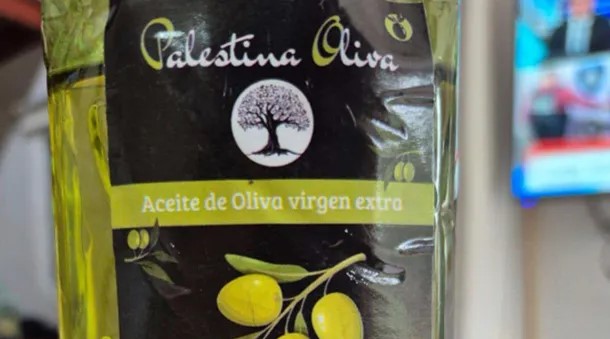 Palestina Oliva
Aceite de Oliva virgen extra